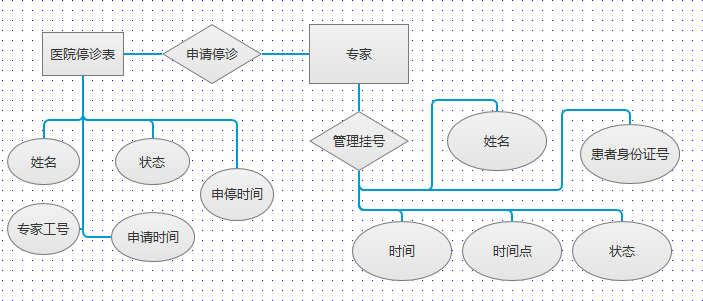 医院停诊表
申请停诊
专家
管理挂号
姓名
患者身份证号
姓名
状态
申停时间
专家工号
申请时间
时间
时间点
状态